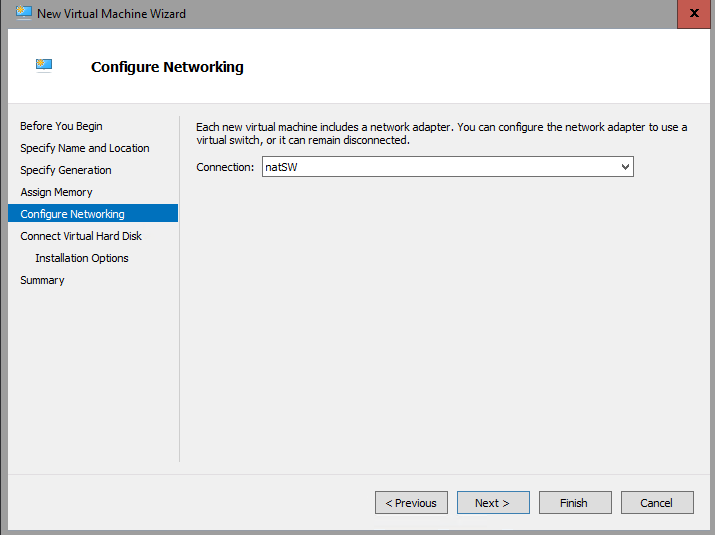 New Virtual Machine Wizard
x
Configure Networking
Before You Begin
Specify Name and Location
Specify Generation
Assign Memory
Configure Networking
Connect Virtual Hard Disk
Installation Options
Summary
Each new virtual machine includes a network adapter. You can configure the network adapter to use a
virtual switch, or it can remain disconnected.
Connection: natSW
< Previous Next > Finish Cancel